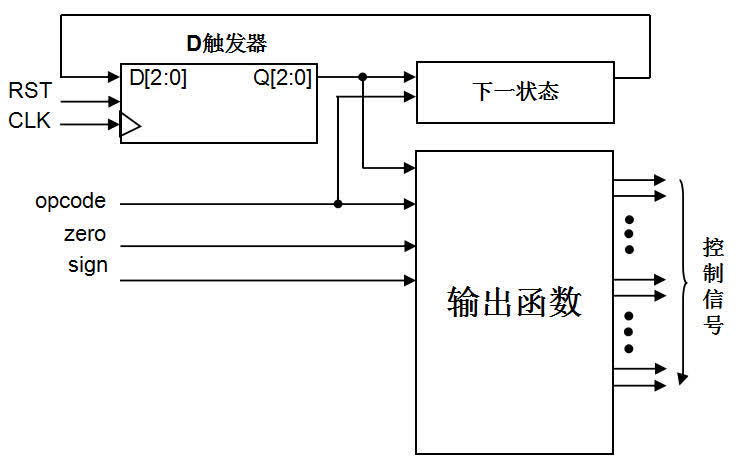 D触发器
D[2:0]
Q[2:0]
下一状态
RST
CLK
opcode
zero
sign
输出函数
控制信号